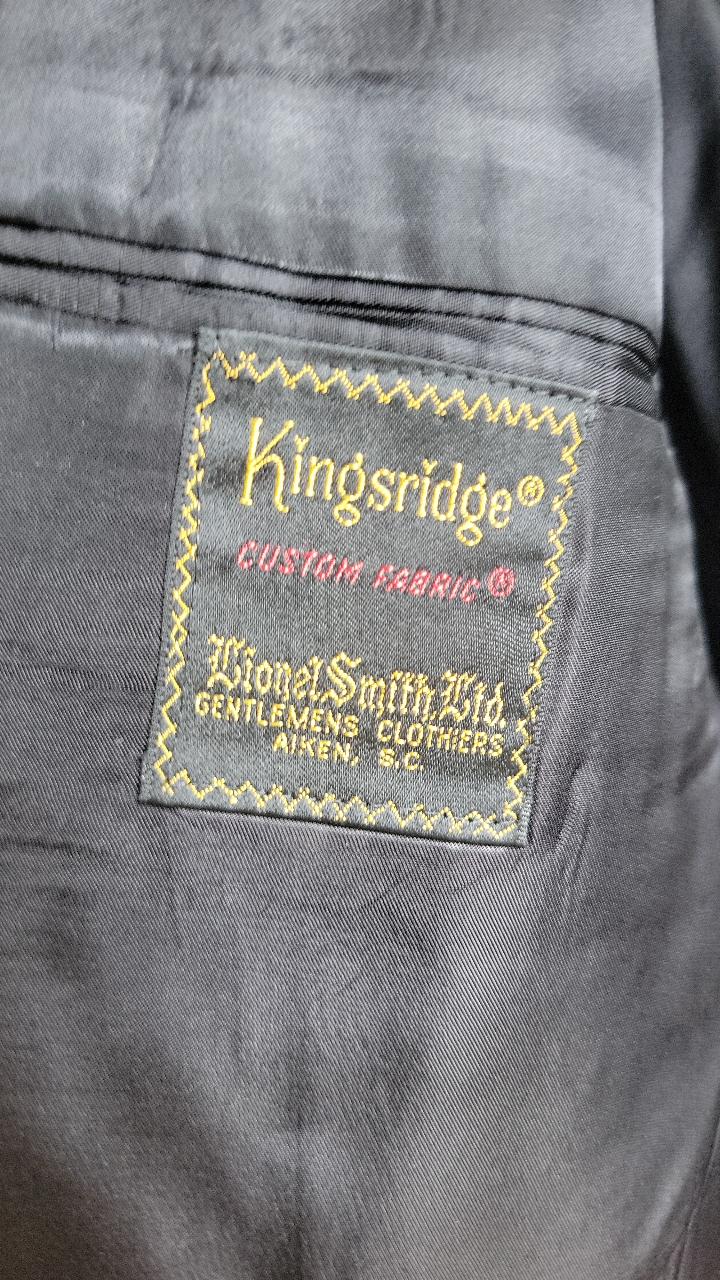 Kingsridge®
CUSTOM FABRIC®
Lionel Smith, Ltd.
GENTLEMENS CLOTHIERS
AIKEN, S.C.